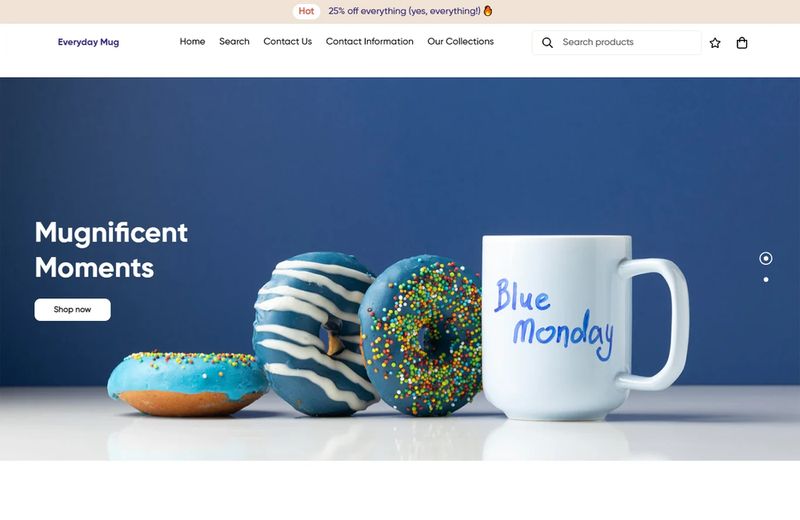 Hot 25% off everything (yes, everything!) 🔥
Everyday Mug Home Search Contact Us Contact Information Our Collections Search products
Mugnificent
Moments
Shop now
Blue
Monday